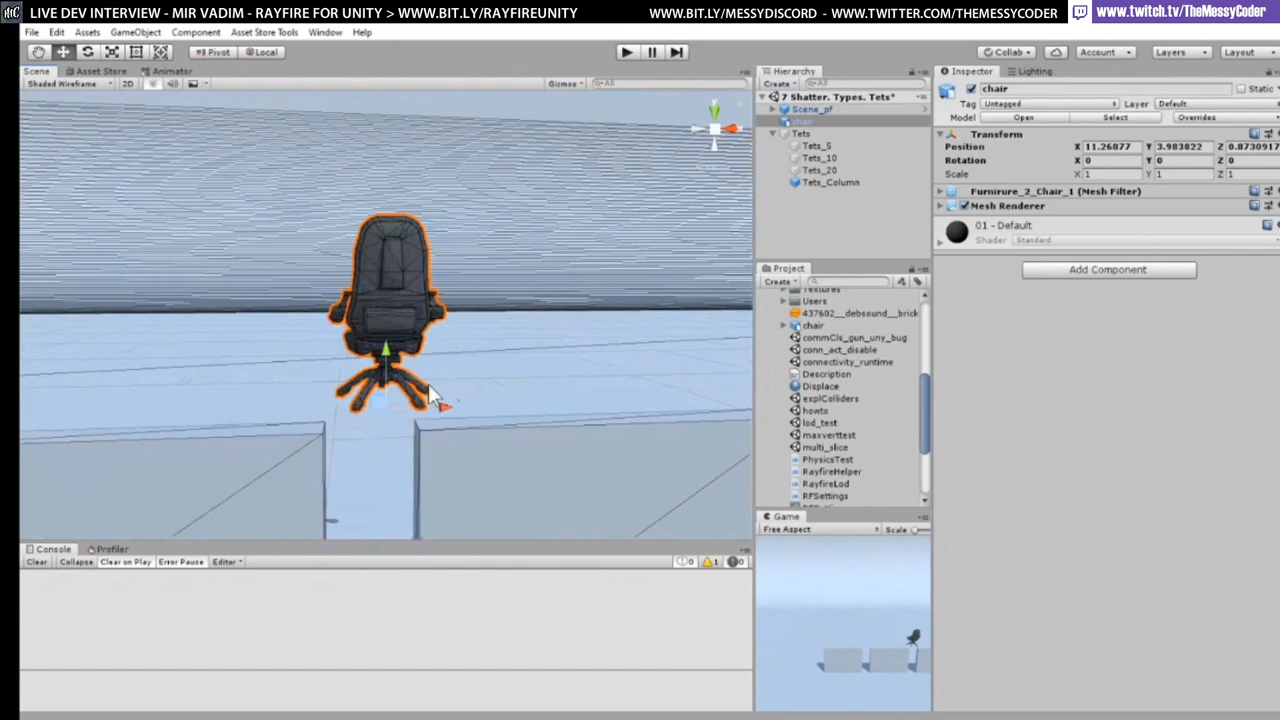 LIVE DEV INTERVIEW - MIR VADIM - RAYFIRE FOR UNITY > WWW.BIT.LY/RAYFIREUNITY
WWW.BIT.LY/MESSYDISCORD - WWW.TWITTER.COM/THEMESSYCODER
www.twitch.tv/TheMessyCoder
File Edit Assets GameObject Component Asset Store Tools Window Help
Pivot Local
Collab Account Layers Layout
Scene Asset Store Animator
Shaded Wireframe 2D Gizmos All
Hierarchy
Create All
7 Shatter. Types. Tets*
Scene_pf
chair
Tets
Tets_5
Tets_10
Tets_20
Tets_Column
Project
Create
Textures
Users
437602__debsound__brick
chair
commCls_gun_uny_bug
conn_act_disable
connectivity_runtime
Description
Displace
explColliders
howto
lod_test
maxverttest
multi_slice
PhysicsTest
RayfireHelper
RayfireLod
RFSettings
Game
Free Aspect Scale
Inspector Lighting
chair Static
Tag Untagged Layer Default
Model Open Select Overrides
Transform
Position X 11.26877 Y 3.983822 Z 0.8730917
Rotation X 0 Y 0 Z 0
Scale X 1 Y 1 Z 1
Furnirure_2_Chair_1 (Mesh Filter)
Mesh Renderer
01 - Default
Shader Standard
Add Component
Console Profiler
Clear Collapse Clear on Play Error Pause Editor 0 1 0